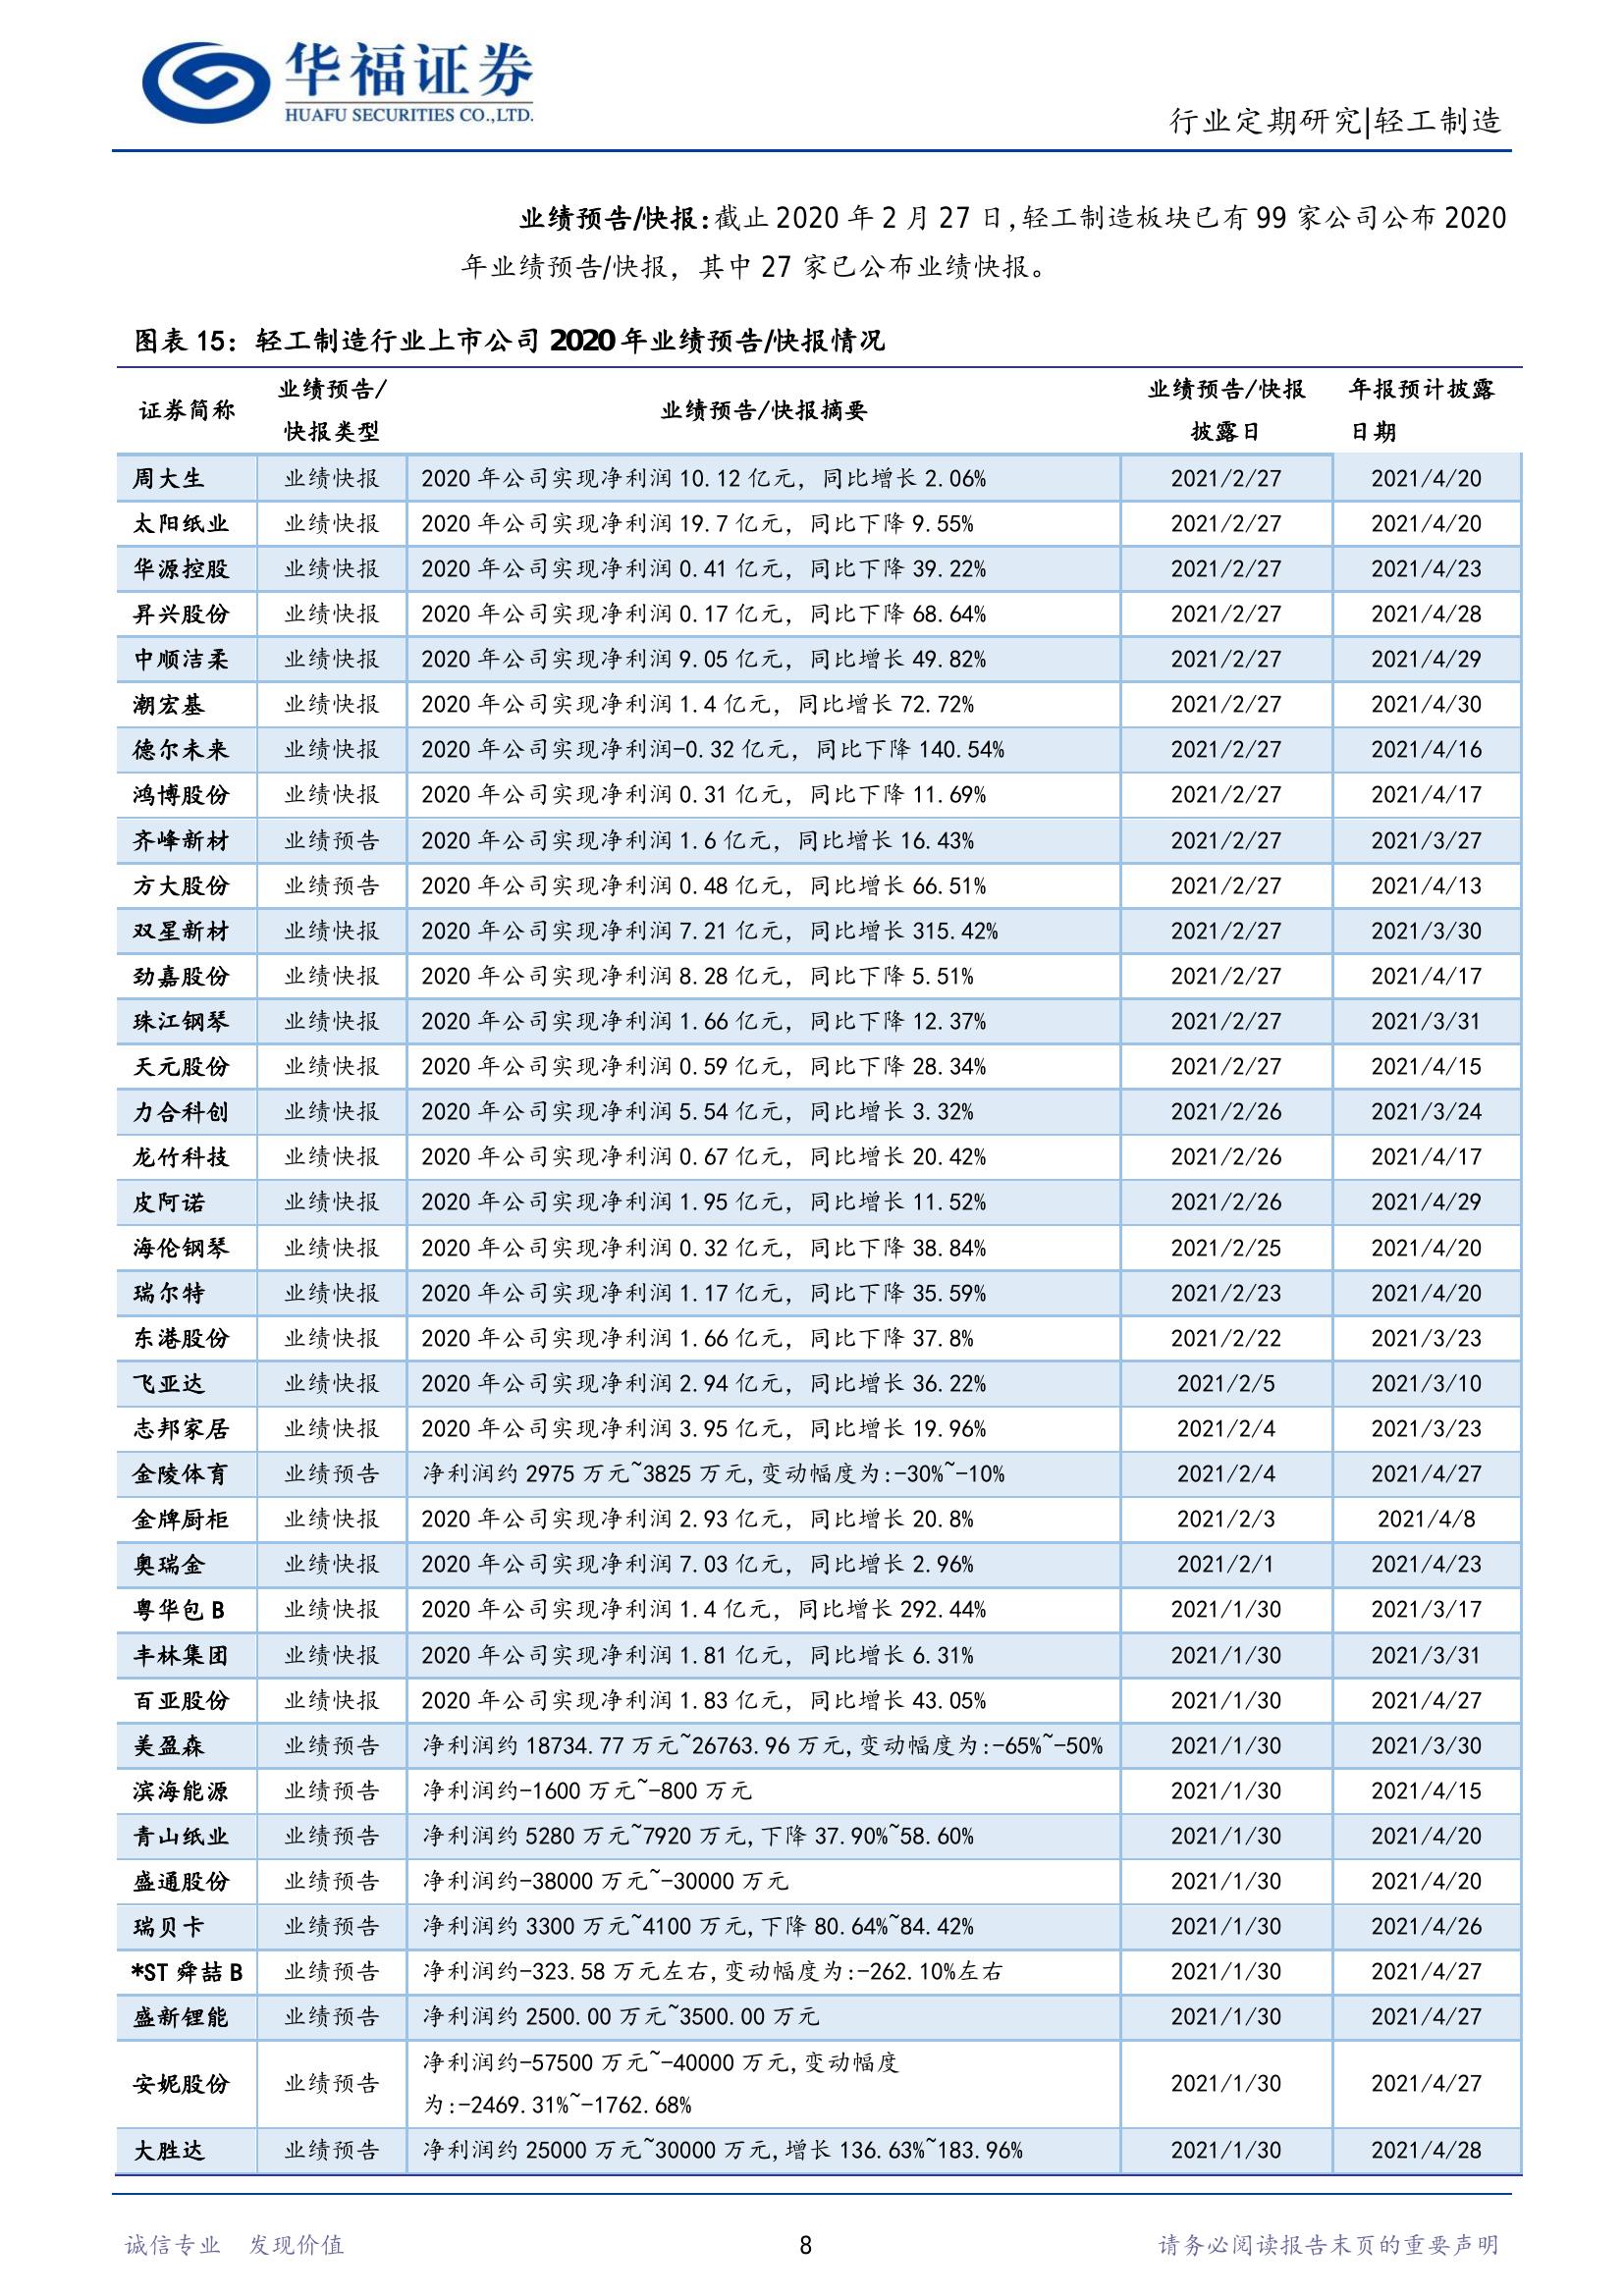 华福证券
HUAFU SECURITIES CO.,LTD.
行业定期研究|轻工制造
业绩预告/快报:截止 2020 年 2 月 27 日,轻工制造板块已有 99 家公司公布 2020
年业绩预告/快报，其中 27 家已公布业绩快报。
图表 15：轻工制造行业上市公司 2020 年业绩预告/快报情况
证券简称 业绩预告/快报类型 业绩预告/快报摘要 业绩预告/快报披露日 年报预计披露日期
周大生 业绩快报 2020 年公司实现净利润 10.12 亿元，同比增长 2.06% 2021/2/27 2021/4/20
太阳纸业 业绩快报 2020 年公司实现净利润 19.7 亿元，同比下降 9.55% 2021/2/27 2021/4/20
华源控股 业绩快报 2020 年公司实现净利润 0.41 亿元，同比下降 39.22% 2021/2/27 2021/4/23
昇兴股份 业绩快报 2020 年公司实现净利润 0.17 亿元，同比下降 68.64% 2021/2/27 2021/4/28
中顺洁柔 业绩快报 2020 年公司实现净利润 9.05 亿元，同比增长 49.82% 2021/2/27 2021/4/29
潮宏基 业绩快报 2020 年公司实现净利润 1.4 亿元，同比增长 72.72% 2021/2/27 2021/4/30
德尔未来 业绩快报 2020 年公司实现净利润-0.32 亿元，同比下降 140.54% 2021/2/27 2021/4/16
鸿博股份 业绩快报 2020 年公司实现净利润 0.31 亿元，同比下降 11.69% 2021/2/27 2021/4/17
齐峰新材 业绩预告 2020 年公司实现净利润 1.6 亿元，同比增长 16.43% 2021/2/27 2021/3/27
方大股份 业绩预告 2020 年公司实现净利润 0.48 亿元，同比增长 66.51% 2021/2/27 2021/4/13
双星新材 业绩快报 2020 年公司实现净利润 7.21 亿元，同比增长 315.42% 2021/2/27 2021/3/30
劲嘉股份 业绩快报 2020 年公司实现净利润 8.28 亿元，同比下降 5.51% 2021/2/27 2021/4/17
珠江钢琴 业绩快报 2020 年公司实现净利润 1.66 亿元，同比下降 12.37% 2021/2/27 2021/3/31
天元股份 业绩快报 2020 年公司实现净利润 0.59 亿元，同比下降 28.34% 2021/2/27 2021/4/15
力合科创 业绩快报 2020 年公司实现净利润 5.54 亿元，同比增长 3.32% 2021/2/26 2021/3/24
龙竹科技 业绩快报 2020 年公司实现净利润 0.67 亿元，同比增长 20.42% 2021/2/26 2021/4/17
皮阿诺 业绩快报 2020 年公司实现净利润 1.95 亿元，同比增长 11.52% 2021/2/26 2021/4/29
海伦钢琴 业绩快报 2020 年公司实现净利润 0.32 亿元，同比下降 38.84% 2021/2/25 2021/4/20
瑞尔特 业绩快报 2020 年公司实现净利润 1.17 亿元，同比下降 35.59% 2021/2/23 2021/4/20
东港股份 业绩快报 2020 年公司实现净利润 1.66 亿元，同比下降 37.8% 2021/2/22 2021/3/23
飞亚达 业绩快报 2020 年公司实现净利润 2.94 亿元，同比增长 36.22% 2021/2/5 2021/3/10
志邦家居 业绩快报 2020 年公司实现净利润 3.95 亿元，同比增长 19.96% 2021/2/4 2021/3/23
金陵体育 业绩预告 净利润约 2975 万元~3825 万元,变动幅度为:-30%~-10% 2021/2/4 2021/4/27
金牌厨柜 业绩快报 2020 年公司实现净利润 2.93 亿元，同比增长 20.8% 2021/2/3 2021/4/8
奥瑞金 业绩快报 2020 年公司实现净利润 7.03 亿元，同比增长 2.96% 2021/2/1 2021/4/23
粤华包 B 业绩快报 2020 年公司实现净利润 1.4 亿元，同比增长 292.44% 2021/1/30 2021/3/17
丰林集团 业绩快报 2020 年公司实现净利润 1.81 亿元，同比增长 6.31% 2021/1/30 2021/3/31
百亚股份 业绩快报 2020 年公司实现净利润 1.83 亿元，同比增长 43.05% 2021/1/30 2021/4/27
美盈森 业绩预告 净利润约 18734.77 万元~26763.96 万元,变动幅度为:-65%~-50% 2021/1/30 2021/3/30
滨海能源 业绩预告 净利润约-1600 万元~-800 万元 2021/1/30 2021/4/15
青山纸业 业绩预告 净利润约 5280 万元~7920 万元,下降 37.90%~58.60% 2021/1/30 2021/4/20
盛通股份 业绩预告 净利润约-38000 万元~-30000 万元 2021/1/30 2021/4/20
瑞贝卡 业绩预告 净利润约 3300 万元~4100 万元,下降 80.64%~84.42% 2021/1/30 2021/4/26
*ST 舜喆 B 业绩预告 净利润约-323.58 万元左右,变动幅度为:-262.10%左右 2021/1/30 2021/4/27
盛新锂能 业绩预告 净利润约 2500.00 万元~3500.00 万元 2021/1/30 2021/4/27
安妮股份 业绩预告 净利润约-57500 万元~-40000 万元,变动幅度
为:-2469.31%~-1762.68% 2021/1/30 2021/4/27
大胜达 业绩预告 净利润约 25000 万元~30000 万元,增长 136.63%~183.96% 2021/1/30 2021/4/28
诚信专业 发现价值 8 请务必阅读报告末页的重要声明